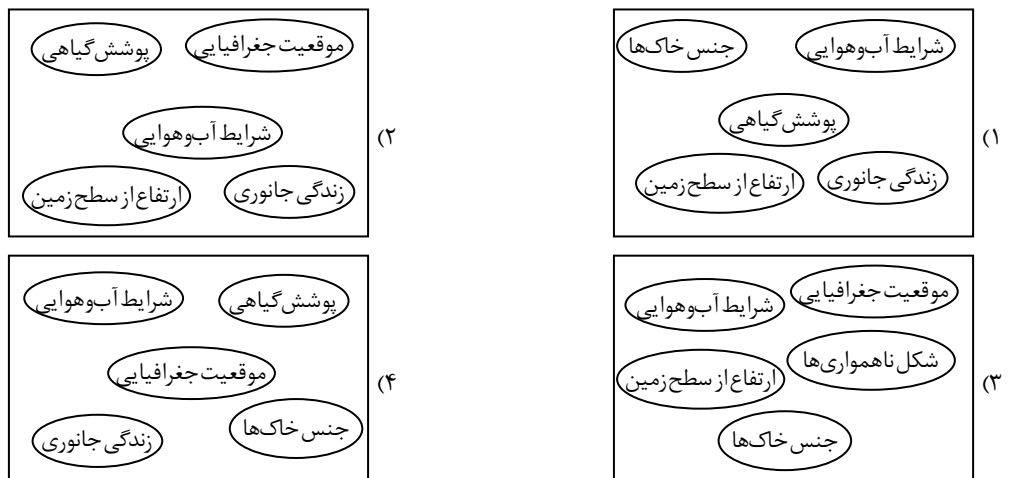 ۱)
شرایط آب‌وهوایی
جنس خاک‌ها
پوشش گیاهی
زندگی جانوری
ارتفاع از سطح زمین
۲)
موقعیت جغرافیایی
پوشش گیاهی
شرایط آب‌وهوایی
زندگی جانوری
ارتفاع از سطح زمین
۳)
موقعیت جغرافیایی
شرایط آب‌وهوایی
شکل ناهمواری‌ها
ارتفاع از سطح زمین
جنس خاک‌ها
۴)
پوشش گیاهی
شرایط آب‌وهوایی
موقعیت جغرافیایی
جنس خاک‌ها
زندگی جانوری